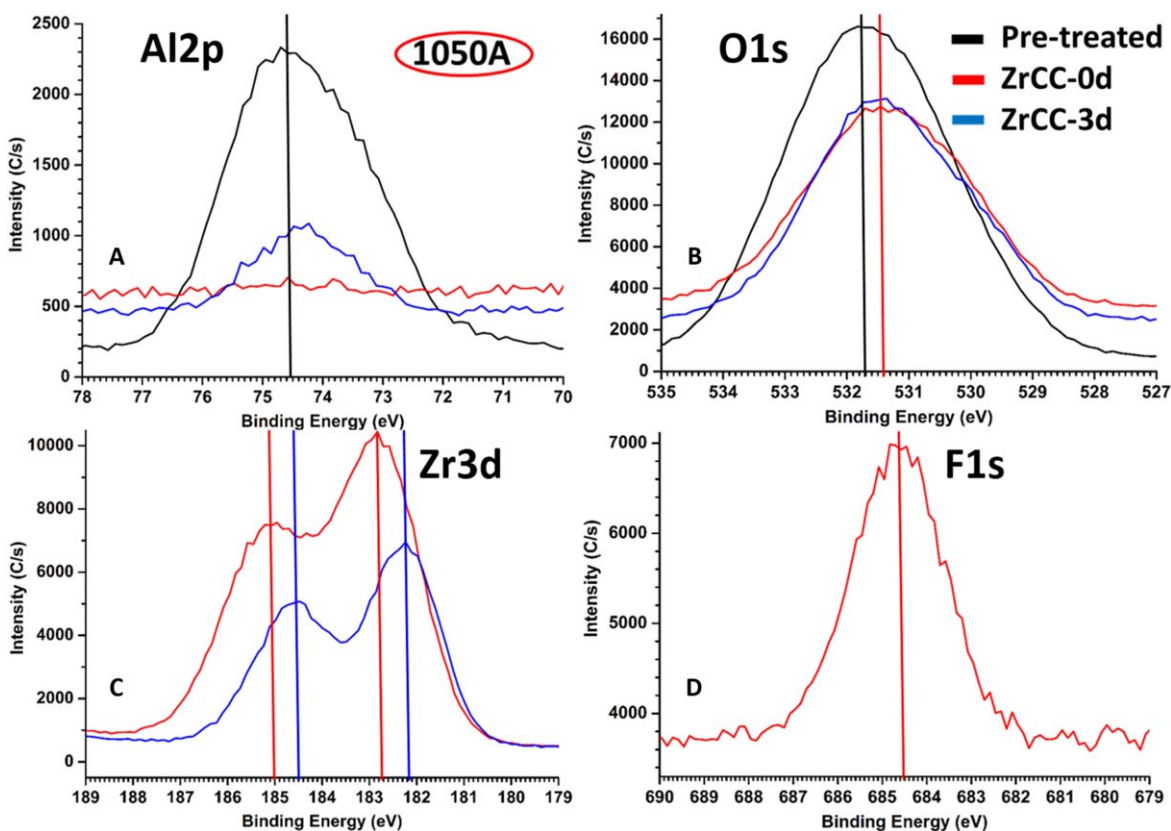 Al2p
1050A
2500
2000
1500
1000
500
0
Intensity (C/s)
A
78 77 76 75 74 73 72 71 70
Binding Energy (eV)
O1s
Pre-treated
ZrCC-0d
ZrCC-3d
16000
14000
12000
10000
8000
6000
4000
2000
0
Intensity (C/s)
B
535 534 533 532 531 530 529 528 527
Binding Energy (eV)
Zr3d
10000
8000
6000
4000
2000
0
Intensity (C/s)
C
189 188 187 186 185 184 183 182 181 180 179
Binding Energy (eV)
F1s
7000
6000
5000
4000
Intensity (C/s)
D
690 689 688 687 686 685 684 683 682 681 680 679
Binding Energy (eV)